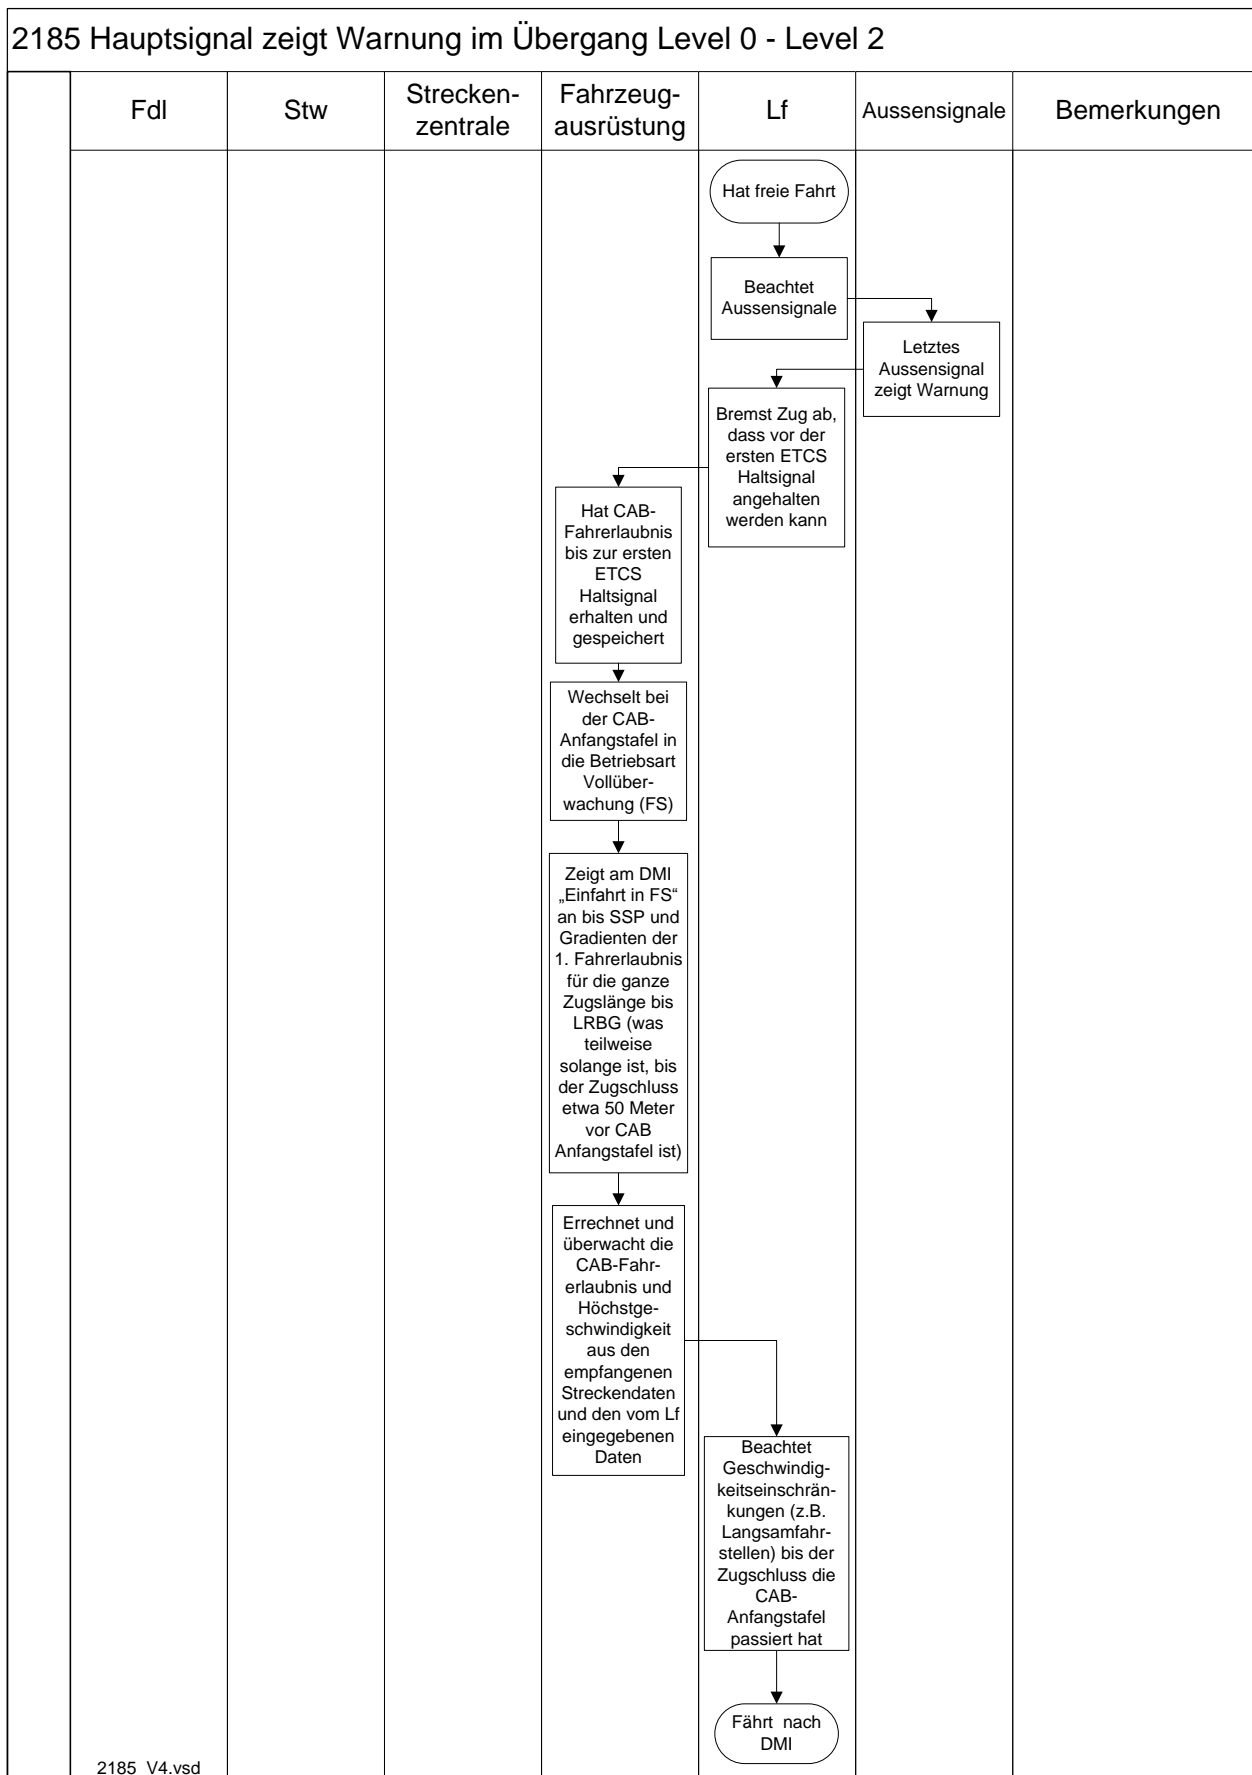 2185 Hauptsignal zeigt Warnung im Übergang Level 0 - Level 2
Fdl
Stw
Strecken-
zentrale
Fahrzeug-
ausrüstung
Lf
Aussensignale
Bemerkungen
Hat freie Fahrt
Beachtet
Aussensignale
Letztes
Aussensignal
zeigt Warnung
Bremst Zug ab,
dass vor der
ersten ETCS
Haltsignal
angehalten
werden kann
Hat CAB-
Fahrerlaubnis
bis zur ersten
ETCS
Haltsignal
erhalten und
gespeichert
Wechselt bei
der CAB-
Anfangstafel in
die Betriebsart
Vollüber-
wachung (FS)
Zeigt am DMI
„Einfahrt in FS“
an bis SSP und
Gradienten der
1. Fahrerlaubnis
für die ganze
Zugslänge bis
LRBG (was
teilweise
solange ist, bis
der Zugschluss
etwa 50 Meter
vor CAB
Anfangstafel ist)
Errechnet und
überwacht die
CAB-Fahr-
erlaubnis und
Höchstge-
schwindigkeit
aus den
empfangenen
Streckendaten
und den vom Lf
eingegebenen
Daten
Beachtet
Geschwindig-
keitseinschrän-
kungen (z.B.
Langsamfahr-
stellen) bis der
Zugschluss die
CAB-
Anfangstafel
passiert hat
Fährt nach
DMI
2185_V4.vsd